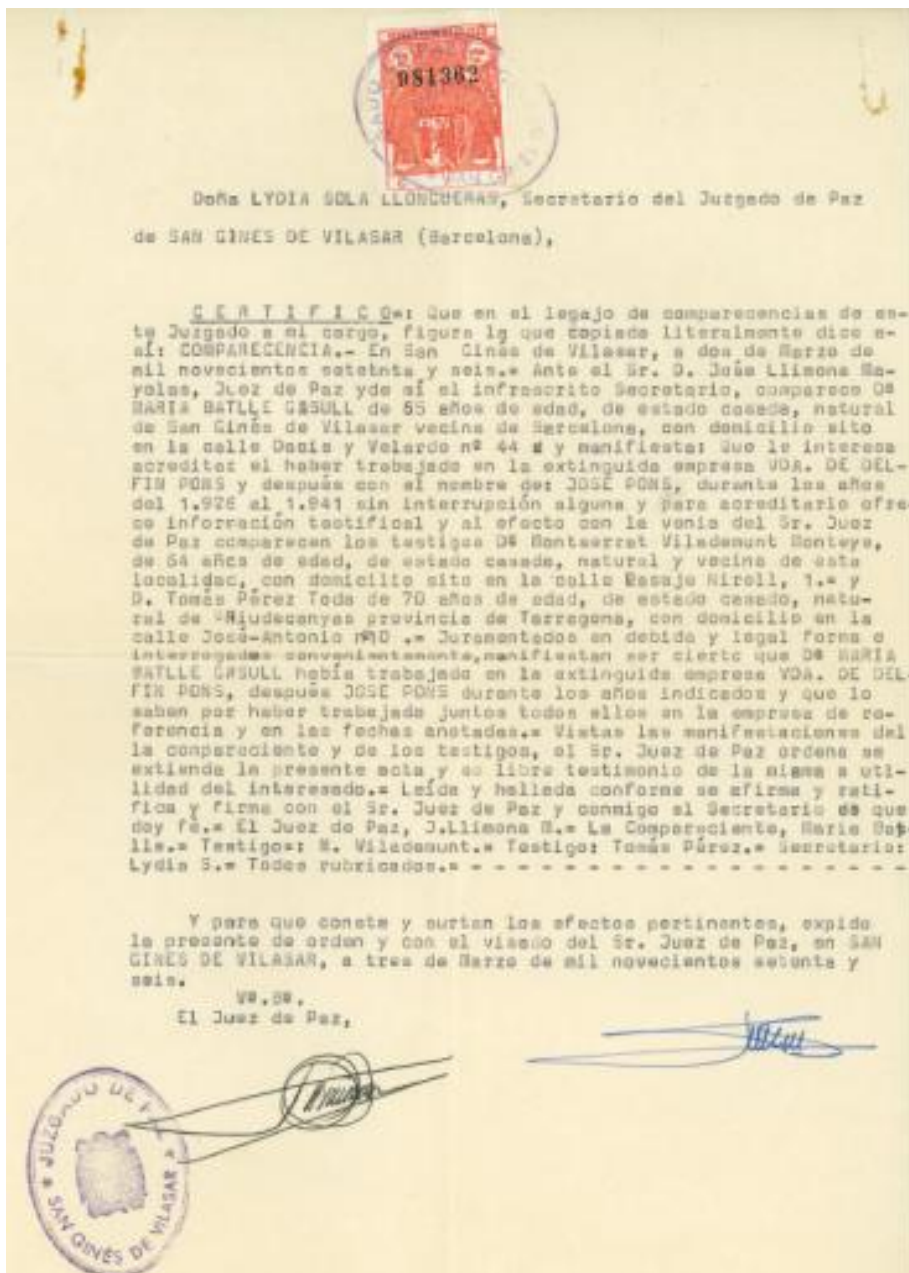 PAZ
981362
Doña LYDIA SOLA LLONCUERAN, Secretario del Juzgado de Paz
de SAN GINES DE VILASAR (Barcelona),
C E R T I F I C O=: Que en el legajo de comparecencias de es-
te Juzgado a mi cargo, figura lg que copiada literalmente dice a-
sí: COMPARECENCIA.- En San Ginés de Vilasar, a dos de Marzo de
mil novecientos setetnta y seis.= Ante el Sr. D. Joán Llimona Ma-
yolas, Juez de Paz yde mí el infrascrito Secretario, comparece Dª
MARIA BATLLE GASULL de 65 años de edad, de estado casada, natural
de San Ginés de Vilasar vecina de Barcelona, con domicilio sito
en la calle Daoiz y Velarde nº 44 y manifiesta: Que le interesa
acreditar el haber trabajado en la extinguida empresa VDA. DE DEL-
FIN PONS y después con el nombre de: JOSE PONS, durante los años
del 1.926 al 1.941 sin interrupción alguna y para acreditarlo ofre-
ce información testifical y al efecto con la venia del Sr. Juez
de Paz comparecen los testigos Dª Montserrat Vilademunt Monteys,
de 64 años de edad, de estado casada, natural y vecina de esta
localidad, con domicilio sito en la calle Pasaje Nirell, 1.= y
D. Tomás Pérez Toda de 70 años de edad, de estado casado, natu-
ral de Riudecanyas provincia de Tarragona, con domicilio en la
calle José-Antonio nº10 .= Juramentados en debida y legal forma e
interrogados convenientemente,manifiestan ser cierto que Dª MARIA
BATLLE GASULL había trabajado en la extinguida empresa VDA. DE DEL-
FIN PONS, después JOSE PONS durante los años indicados y que lo
saben por haber trabajado juntos todos ellos en la empresa de re-
ferencia y en las fechas anotadas.= Vistas las manifestaciones del
la compareciente y de los testigos, el Sr. Juez de Paz ordena se
extienda la presente acta y se libre testimonio de la misma a uti-
lidad del interesado.= Leída y hallada conforme se afirma y rati-
fica y firma con el Sr. Juez de Paz y conmigo el Secretario de que
doy fé.= El Juez de Paz, J.Llimona M.= La Compareciente, Maria Bat-
lle.= Testigo=: M. Vilademunt.= Testigo: Tomás Pérez.= Secretario:
Lydia S.= Todos rubricados.= - - - - - - - - - - - - - - - - - -
Y para que conste y surtan los efectos pertinentes, expido
la presente de orden y con el visado del Sr. Juez de Paz, en SAN
GINES DE VILASAR, a tres de Marzo de mil novecientos setenta y
seis.
Vº.Bº.
El Juez de Paz,
JUZGADO DE PAZ
SAN GINÉS DE VILASAR